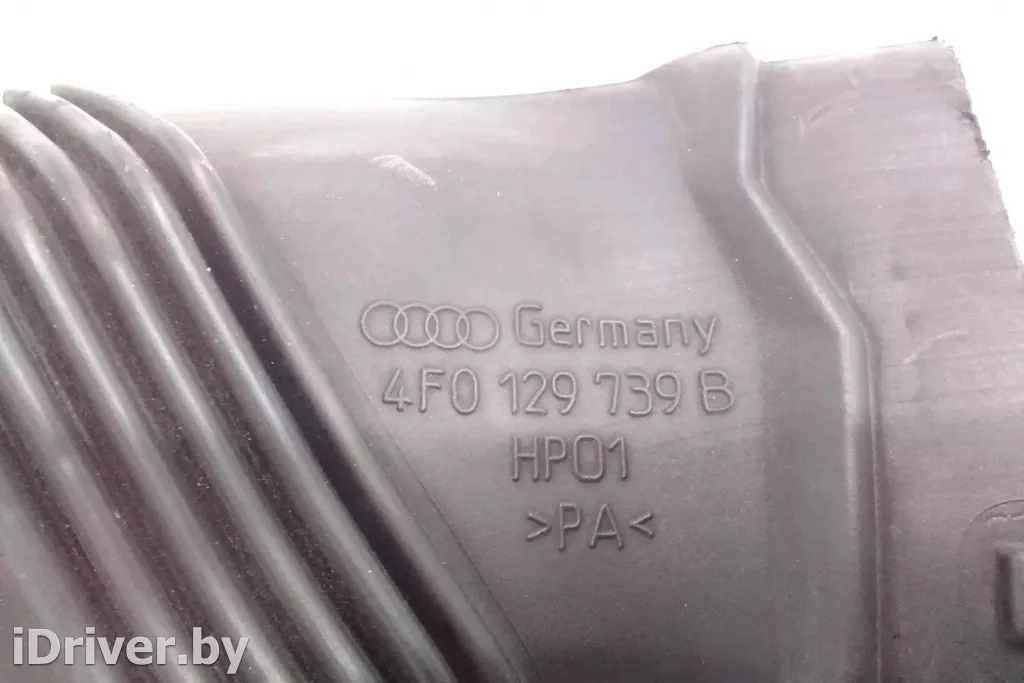 Germany
4F0 129 739 B
HP01
>PA<
iDriver.by